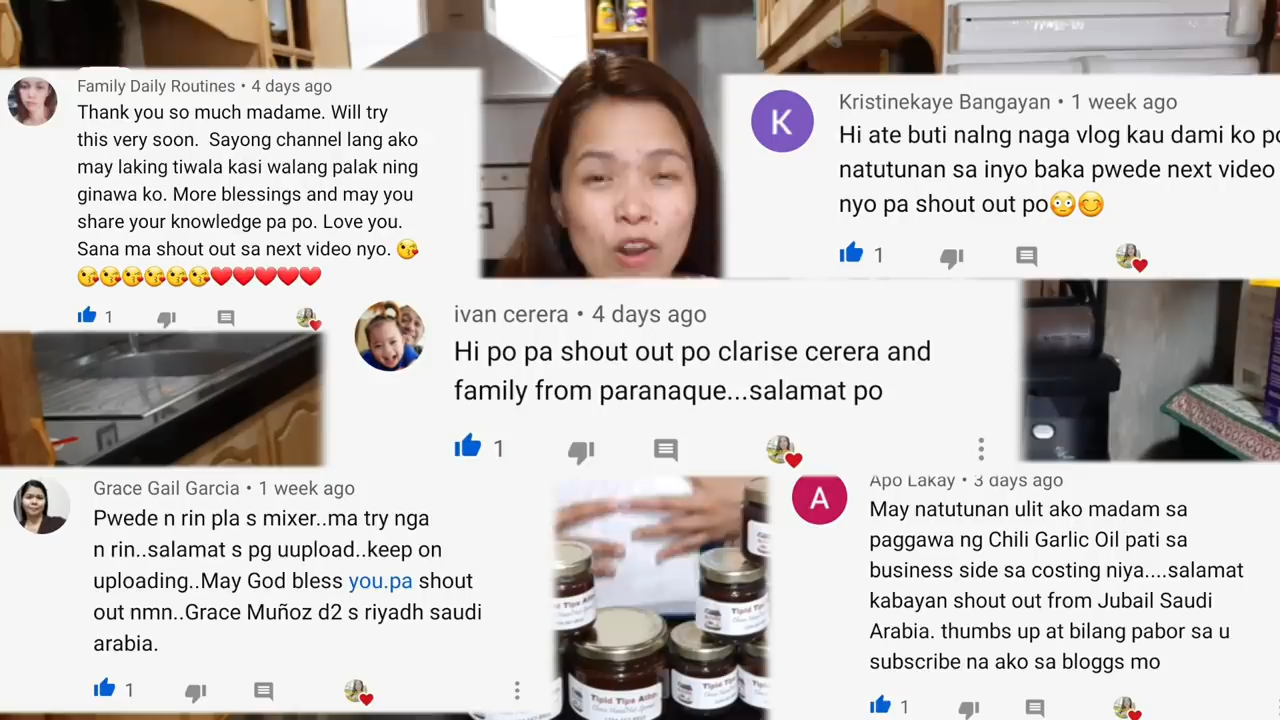 Family Daily Routines • 4 days ago
Thank you so much madame. Will try
this very soon. Sayong channel lang ako
may laking tiwala kasi walang palak ning
ginawa ko. More blessings and may you
share your knowledge pa po. Love you.
Sana ma shout out sa next video nyo. 😘
😘😘😘😘😘😘❤️❤️❤️❤️❤️
1
K
Kristinekaye Bangayan • 1 week ago
Hi ate buti nalng naga vlog kau dami ko po
natutunan sa inyo baka pwede next video
nyo pa shout out po😳😊
1
ivan cerera • 4 days ago
Hi po pa shout out po clarise cerera and
family from paranaque...salamat po
1
Grace Gail Garcia • 1 week ago
Pwede n rin pla s mixer..ma try nga
n rin..salamat s pg uupload..keep on
uploading..May God bless you.pa shout
out nmn..Grace Muñoz d2 s riyadh saudi
arabia.
1
A
Apo Lakay • 3 days ago
May natutunan ulit ako madam sa
paggawa ng Chili Garlic Oil pati sa
business side sa costing niya....salamat
kabayan shout out from Jubail Saudi
Arabia. thumbs up at bilang pabor sa u
subscribe na ako sa bloggs mo
1
Tipid Tips Atbp